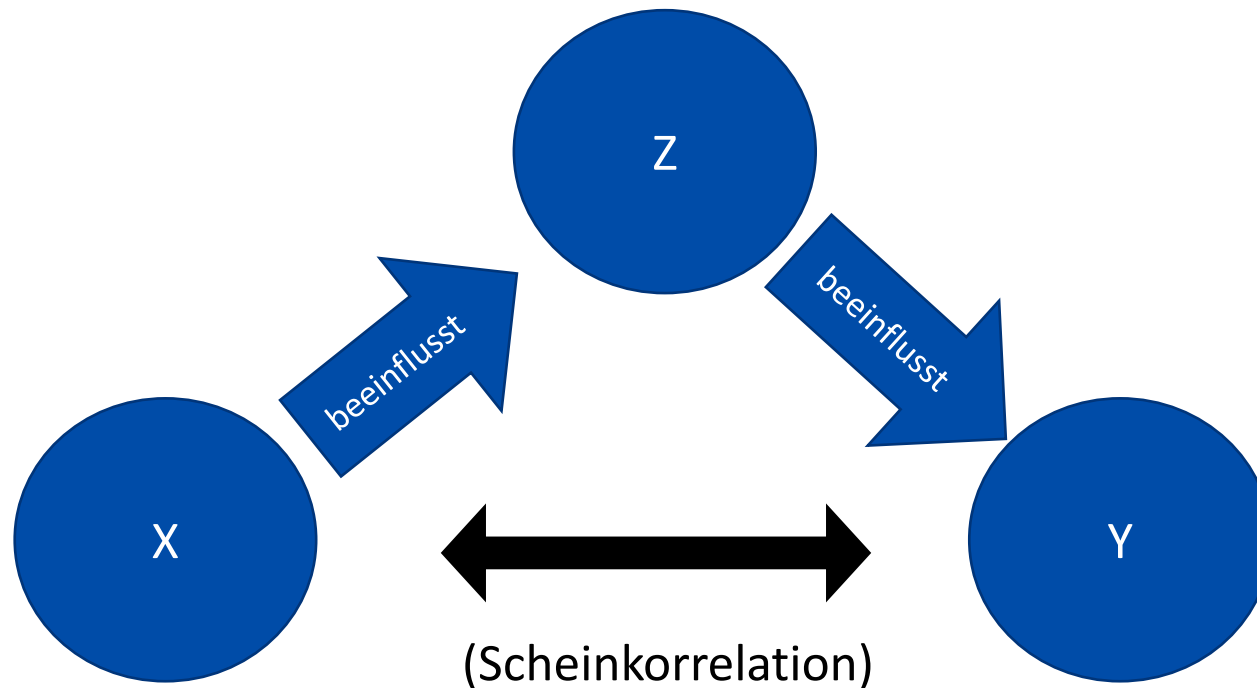 Z
beeinflusst
beeinflusst
X
Y
(Scheinkorrelation)